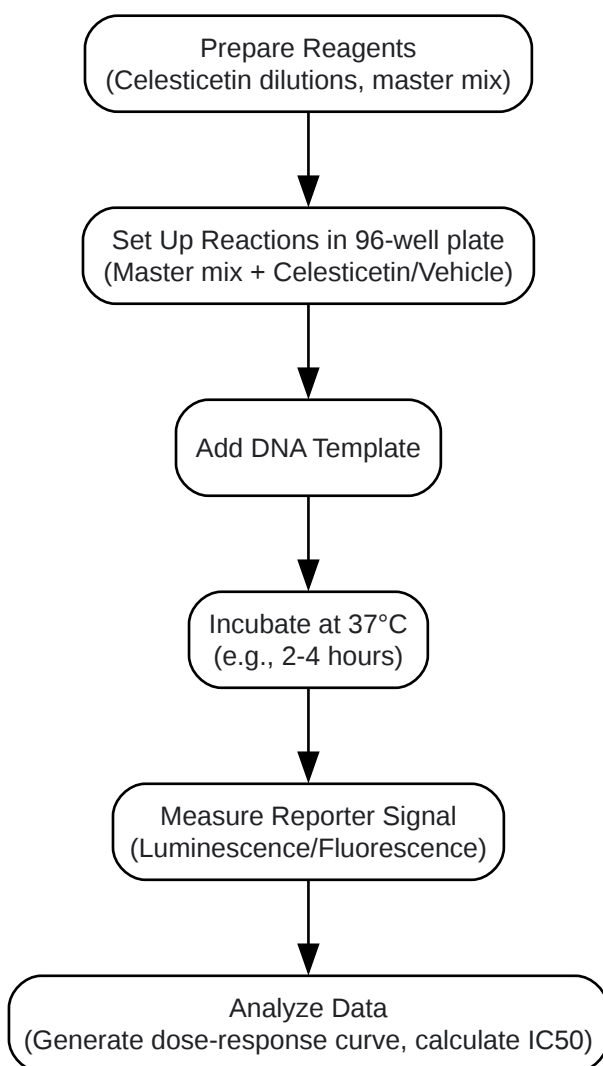 Prepare Reagents
(Celesticetin dilutions, master mix)
Set Up Reactions in 96-well plate
(Master mix + Celesticetin/Vehicle)
Add DNA Template
Incubate at 37°C
(e.g., 2-4 hours)
Measure Reporter Signal
(Luminescence/Fluorescence)
Analyze Data
(Generate dose-response curve, calculate IC50)